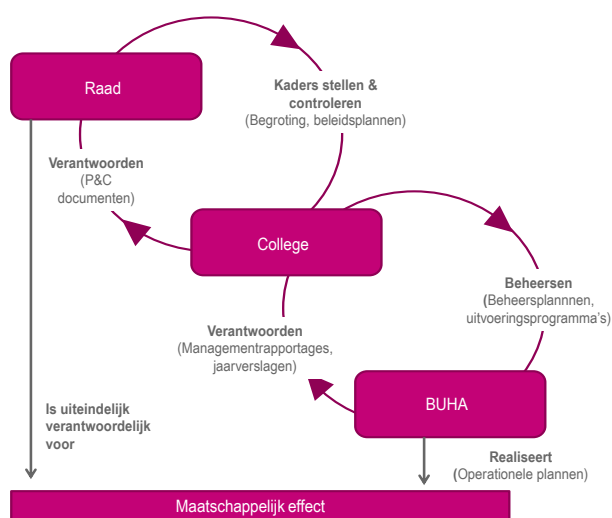 Raad
Kaders stellen &
controleren
(Begroting, beleidsplannen)
Verantwoorden
(P&C
documenten)
College
Beheersen
(Beheersplannnen,
uitvoeringsprogramma's)
Verantwoorden
(Managementrapportages,
jaarverslagen)
BUHA
Is uiteindelijk
verantwoordelijk
voor
Realiseert
(Operationele plannen)
Maatschappelijk effect